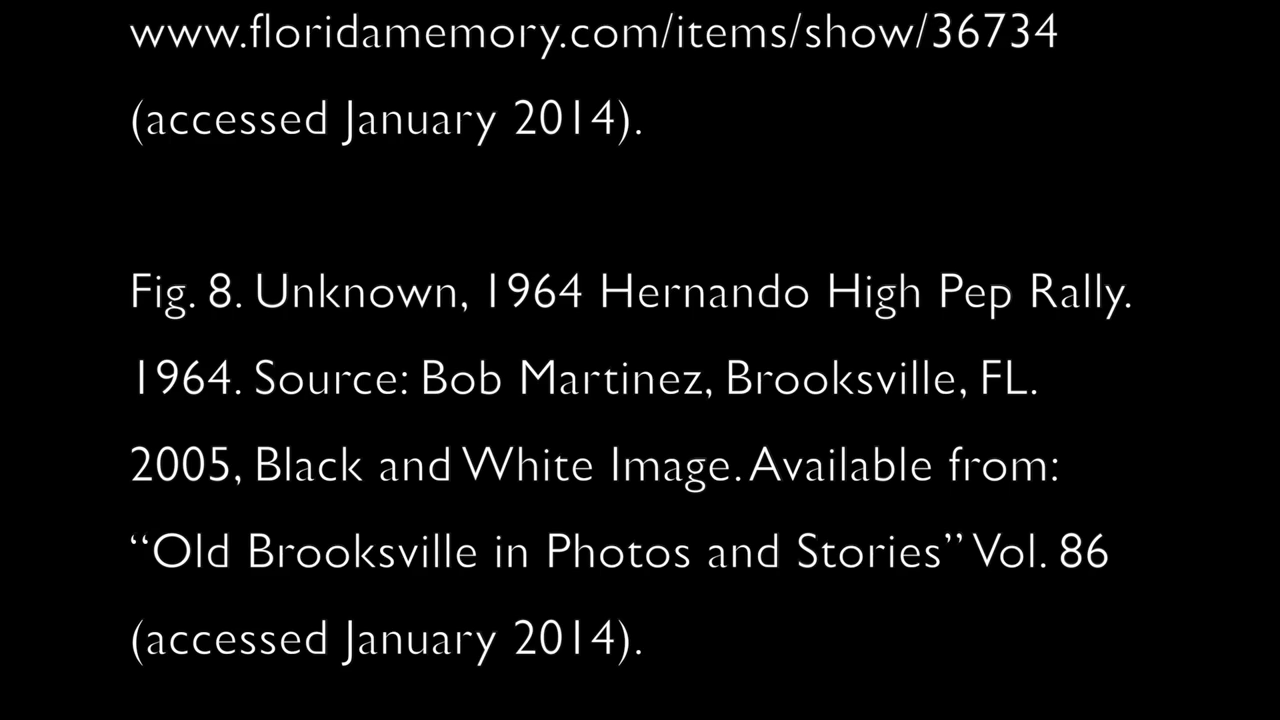 www.floridamemory.com/items/show/36734
(accessed January 2014).
Fig. 8. Unknown, 1964 Hernando High Pep Rally.
1964. Source: Bob Martinez, Brooksville, FL.
2005, Black and White Image. Available from:
“Old Brooksville in Photos and Stories” Vol. 86
(accessed January 2014).